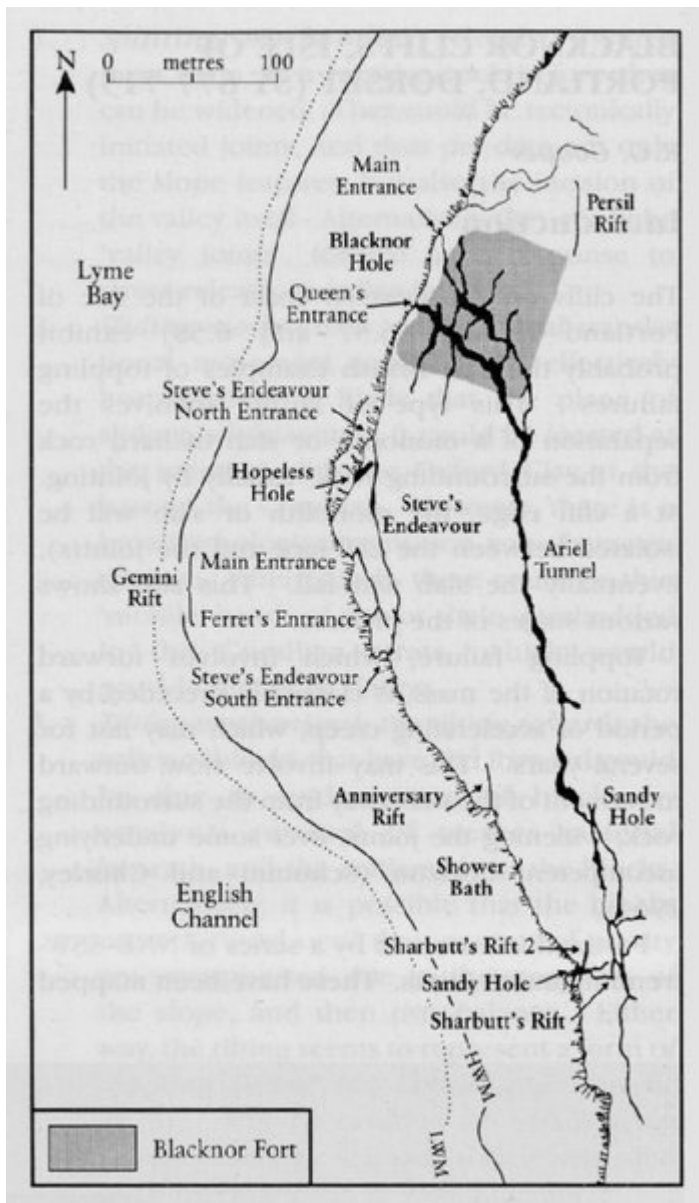 0 metres 100
N
Main
Entrance
Persil
Rift
Blacknor
Hole
Lyme
Bay
Queen's
Entrance
Steve's Endeavour
North Entrance
Hopeless
Hole
Steve's
Endeavour
Ariel
Tunnel
Gemini
Rift
Main Entrance
Ferret's Entrance
Steve's Endeavour
South Entrance
Anniversary
Rift
Sandy
Hole
Shower
Bath
English
Channel
Sharbutt's Rift 2
Sandy Hole
Sharbutt's Rift
HWM
LWM
Blacknor Fort